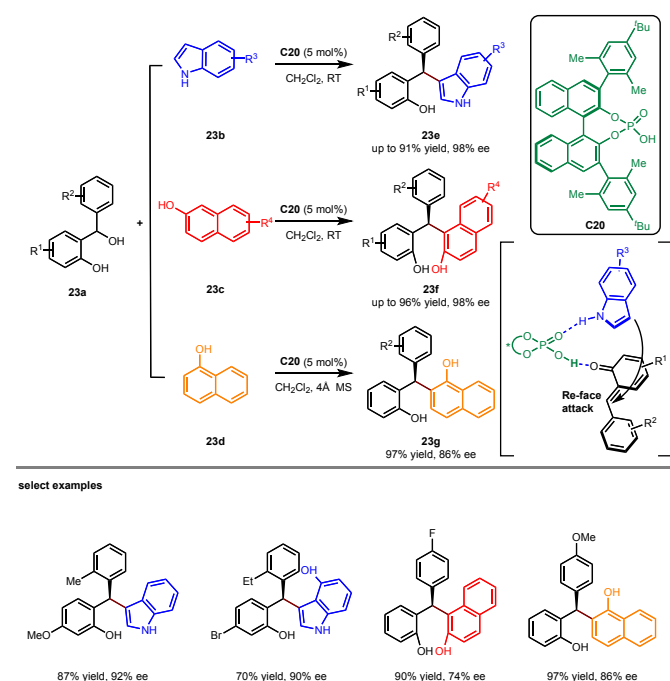 R²
R³
N
H
23b
C20 (5 mol%)
CH₂Cl₂, RT
R²
R³
R¹
OH
NH
23e
up to 91% yield, 98% ee
ᵗBu
Me
Me
O
O
P
O
OH
Me
Me
ᵗBu
C20
R²
R¹
OH
OH
23a
+
HO
R⁴
23c
C20 (5 mol%)
CH₂Cl₂, RT
R²
R⁴
R¹
OH
HO
23f
up to 96% yield, 98% ee
OH
23d
C20 (5 mol%)
CH₂Cl₂, 4Å MS
R²
OH
OH
23g
97% yield, 86% ee
R³
H-N
*
O
O
P
O
O
H
O
R¹
Re-face
attack
R²
select examples
Me
MeO
OH
NH
87% yield, 92% ee
Et
OH
Br
OH
NH
70% yield, 90% ee
F
OH
OH
90% yield, 74% ee
OMe
OH
OH
97% yield, 86% ee